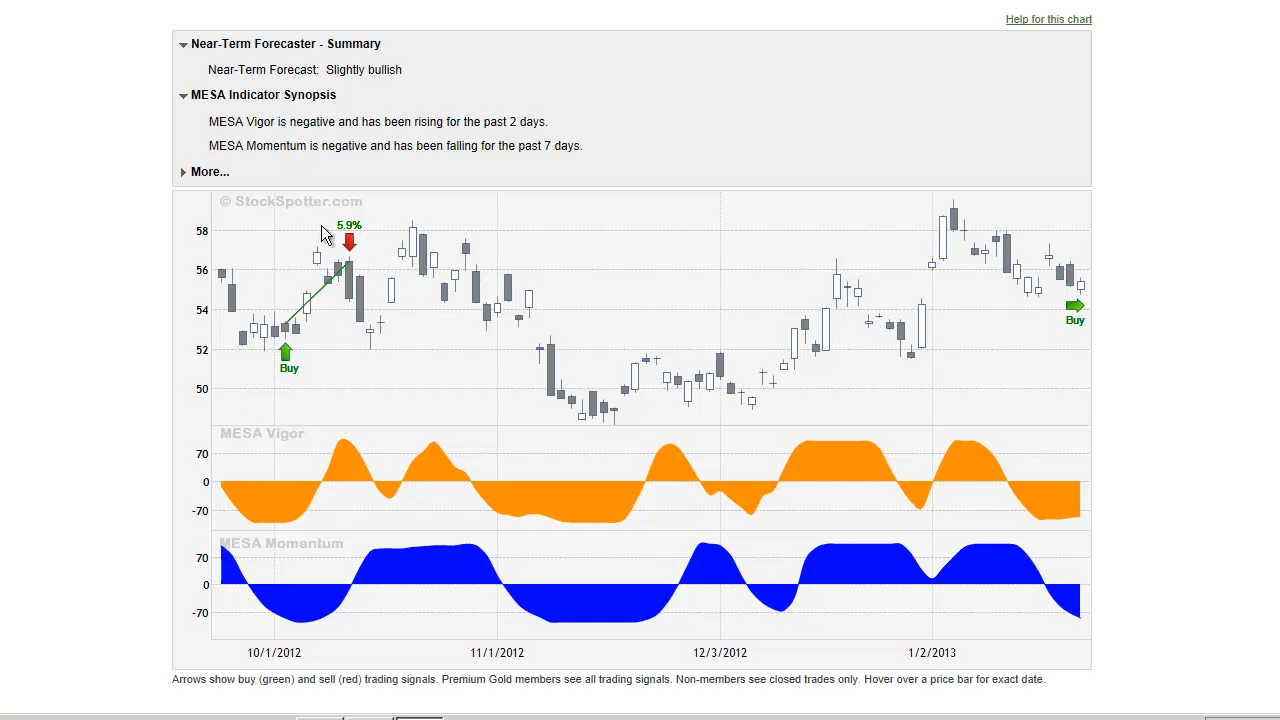 Help for this chart
Near-Term Forecaster - Summary
Near-Term Forecast: Slightly bullish
MESA Indicator Synopsis
MESA Vigor is negative and has been rising for the past 2 days.
MESA Momentum is negative and has been falling for the past 7 days.
More...
© StockSpotter.com
5.9%
58
56
54
52
50
Buy
Buy
MESA Vigor
70
0
-70
MESA Momentum
70
0
-70
10/1/2012 11/1/2012 12/3/2012 1/2/2013
Arrows show buy (green) and sell (red) trading signals. Premium Gold members see all trading signals. Non-members see closed trades only. Hover over a price bar for exact date.